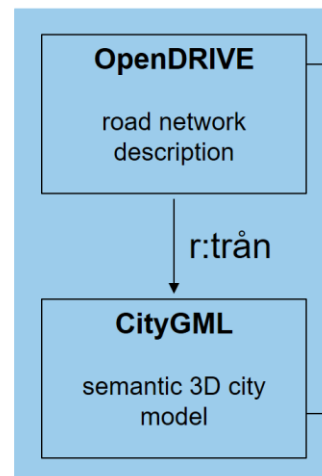 OpenDRIVE
road network
description
r:trån
CityGML
semantic 3D city
model